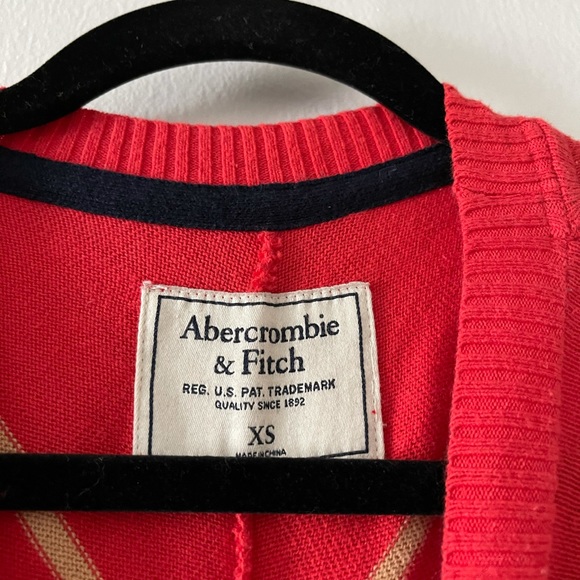 Abercrombie
& Fitch
REG. U.S. PAT. TRADEMARK
QUALITY SINCE 1892
XS
MADE IN CHINA